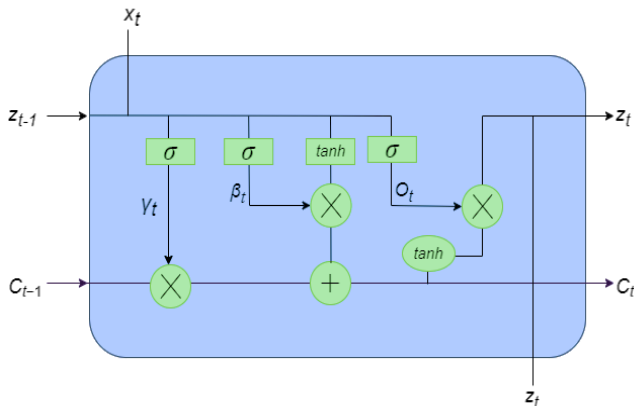 x_t
z_{t-1}
z_t
σ
σ
tanh
σ
γ_t
β_t
O_t
tanh
C_{t-1}
+
C_t
z_t